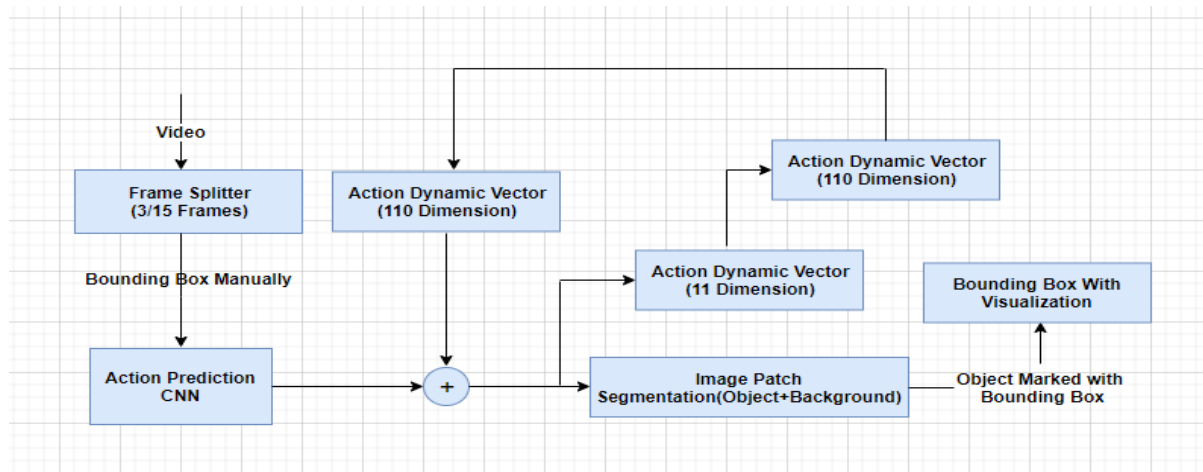 Video
Frame Splitter
(3/15 Frames)
Bounding Box Manually
Action Prediction
CNN
Action Dynamic Vector
(110 Dimension)
+
Action Dynamic Vector
(11 Dimension)
Action Dynamic Vector
(110 Dimension)
Image Patch
Segmentation(Object+Background)
Object Marked with
Bounding Box
Bounding Box With
Visualization